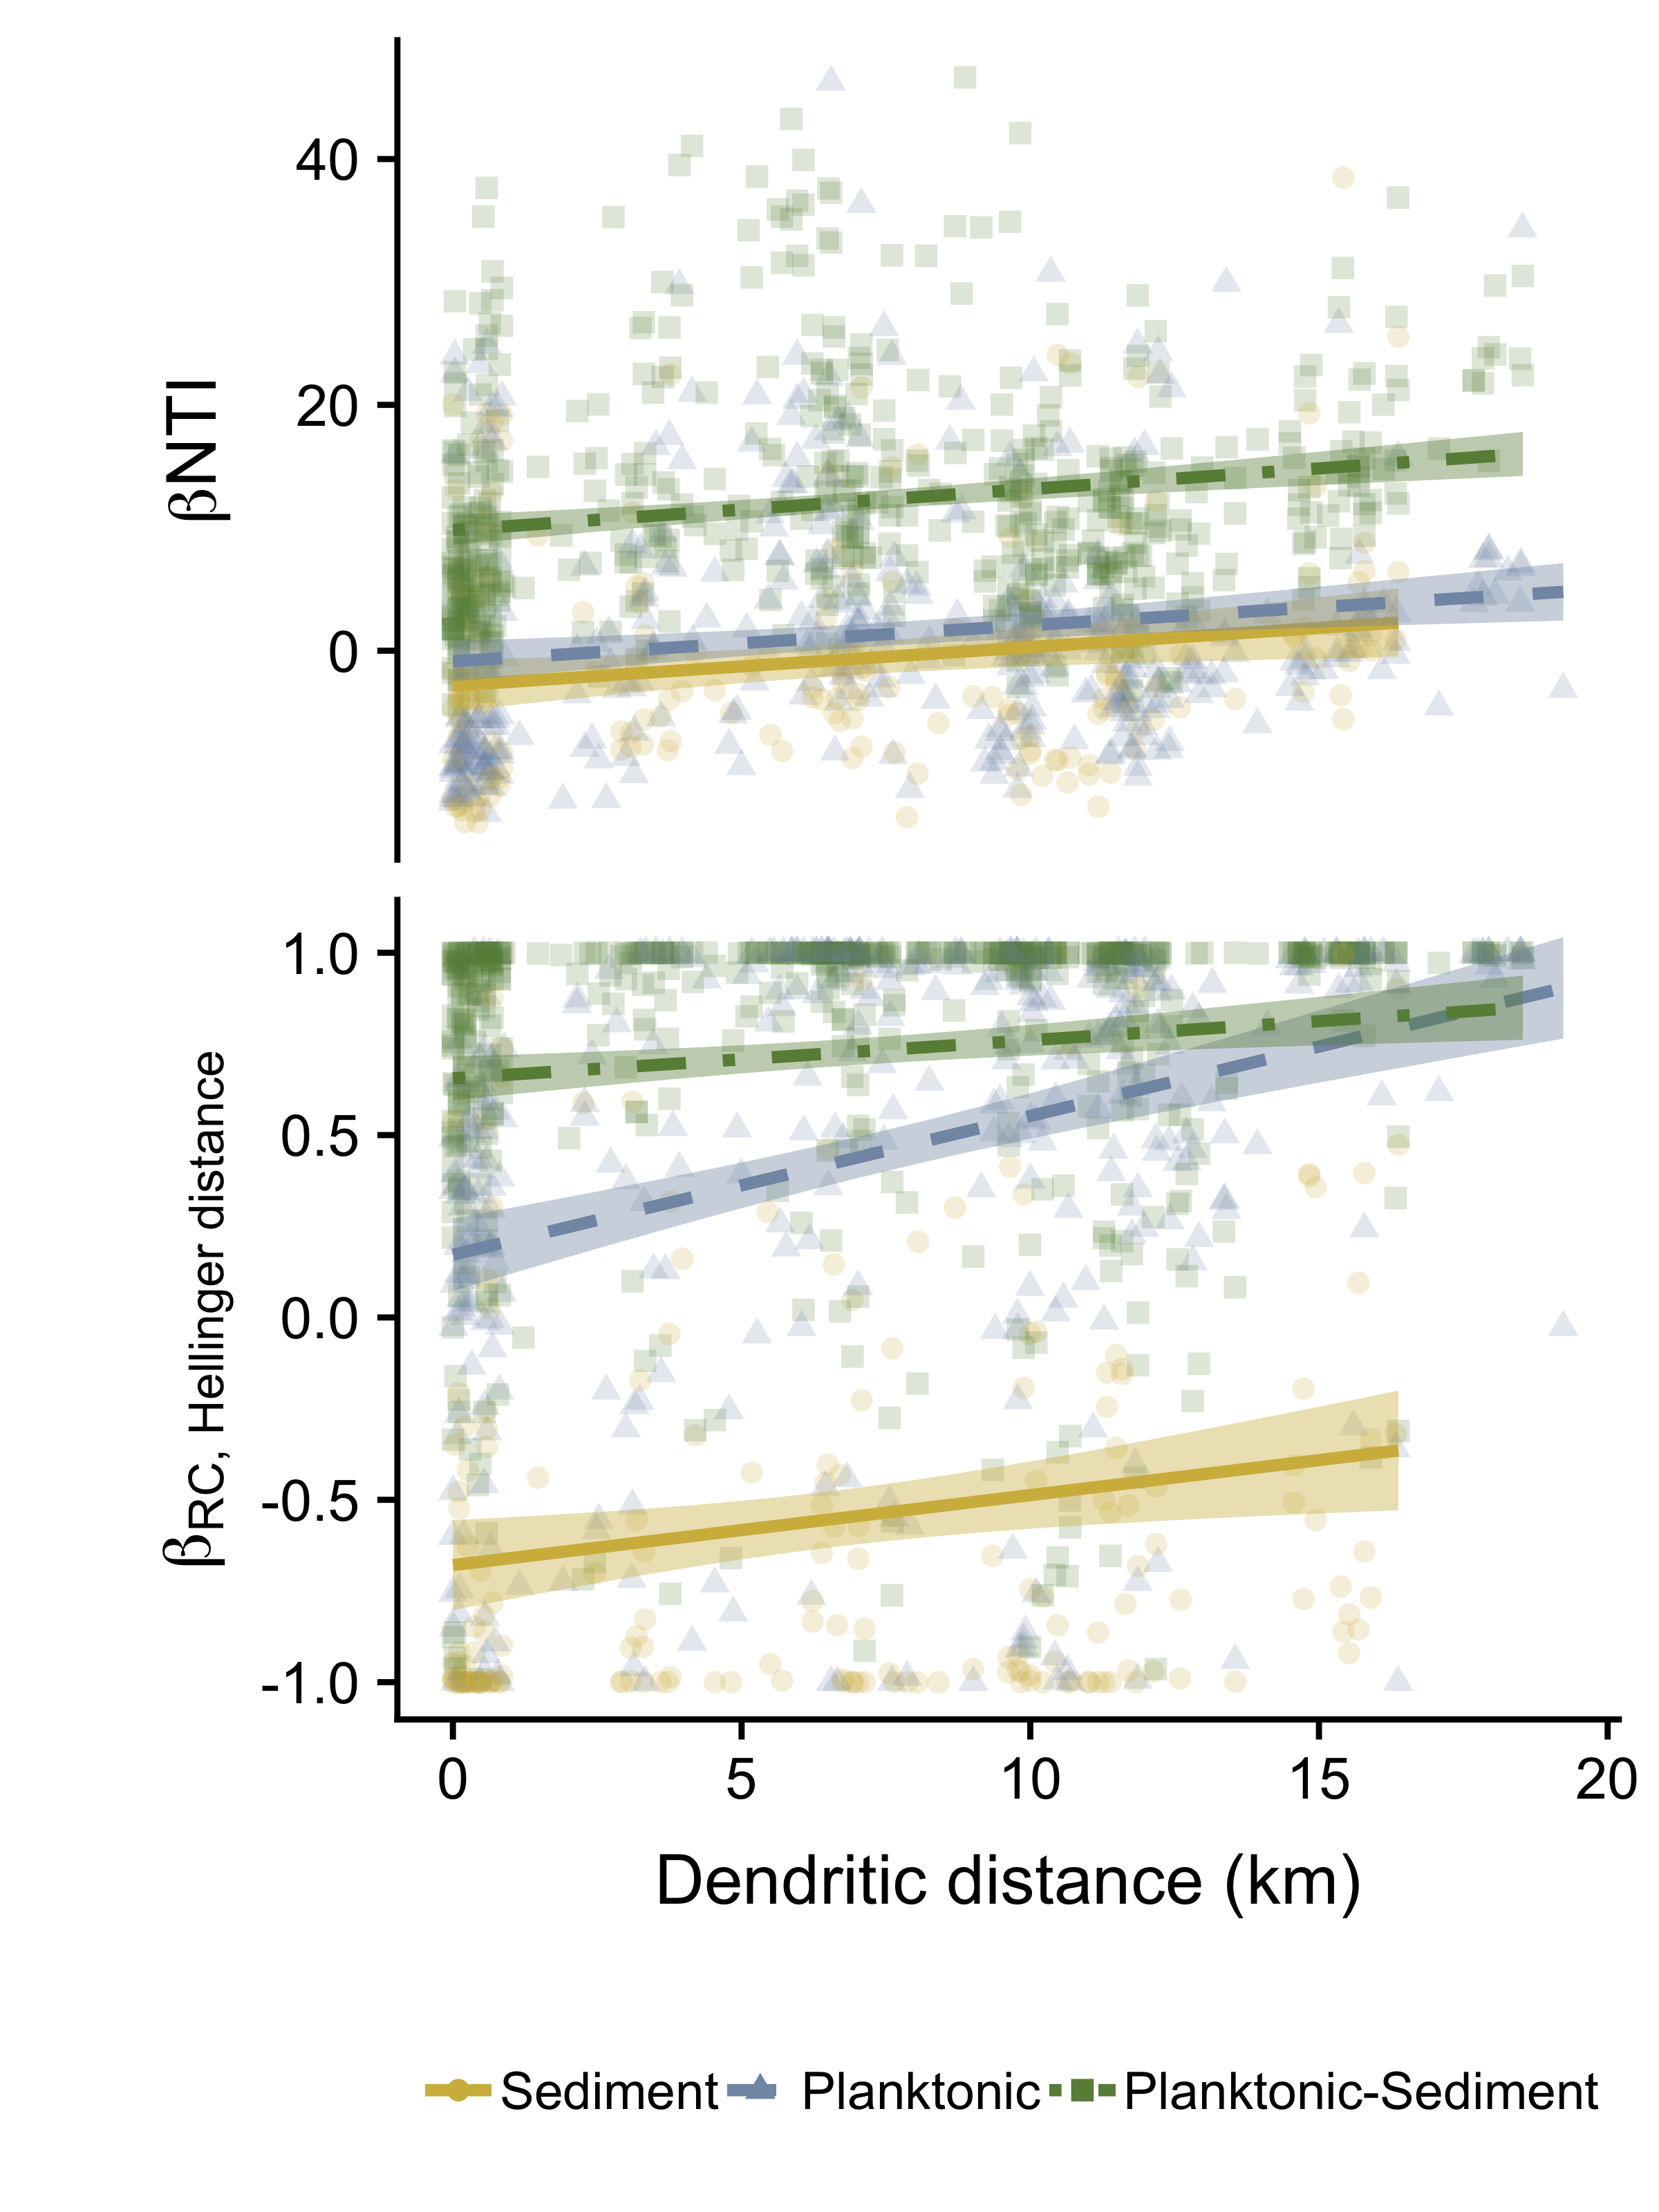 40
20
0
βNTI
1.0
0.5
0.0
-0.5
-1.0
βRC, Hellinger distance
0 5 10 15 20
Dendritic distance (km)
Sediment Planktonic Planktonic-Sediment